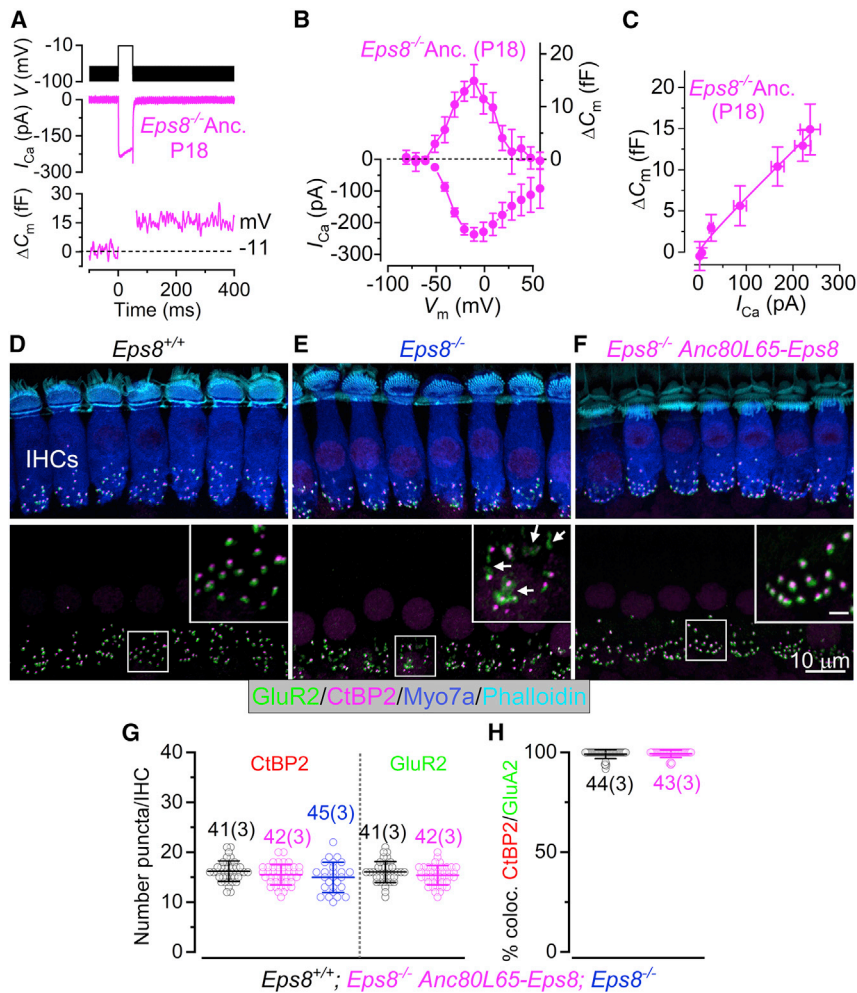 A
-10
-100
V (mV)
0
-150
-300
I_Ca (pA)
Eps8-/-Anc.
P18
30
15
0
ΔC_m (fF)
mV
-11
0 200 400
Time (ms)
B
Eps8-/-Anc. (P18)
20
10
0
ΔC_m (fF)
0
-100
-200
-300
I_Ca (pA)
-100 -50 0 50
V_m (mV)
C
Eps8-/-Anc.
(P18)
20
15
10
5
0
ΔC_m (fF)
0 100 200 300
I_Ca (pA)
D Eps8+/+
E Eps8-/-
F Eps8-/- Anc80L65-Eps8
IHCs
10 μm
GluR2/CtBP2/Myo7a/Phalloidin
G
40
30
20
10
0
Number puncta/IHC
CtBP2 GluR2
41(3) 42(3) 45(3) 41(3) 42(3)
H
100
50
0
% coloc. CtBP2/GluA2
44(3) 43(3)
Eps8+/+; Eps8-/- Anc80L65-Eps8; Eps8-/-